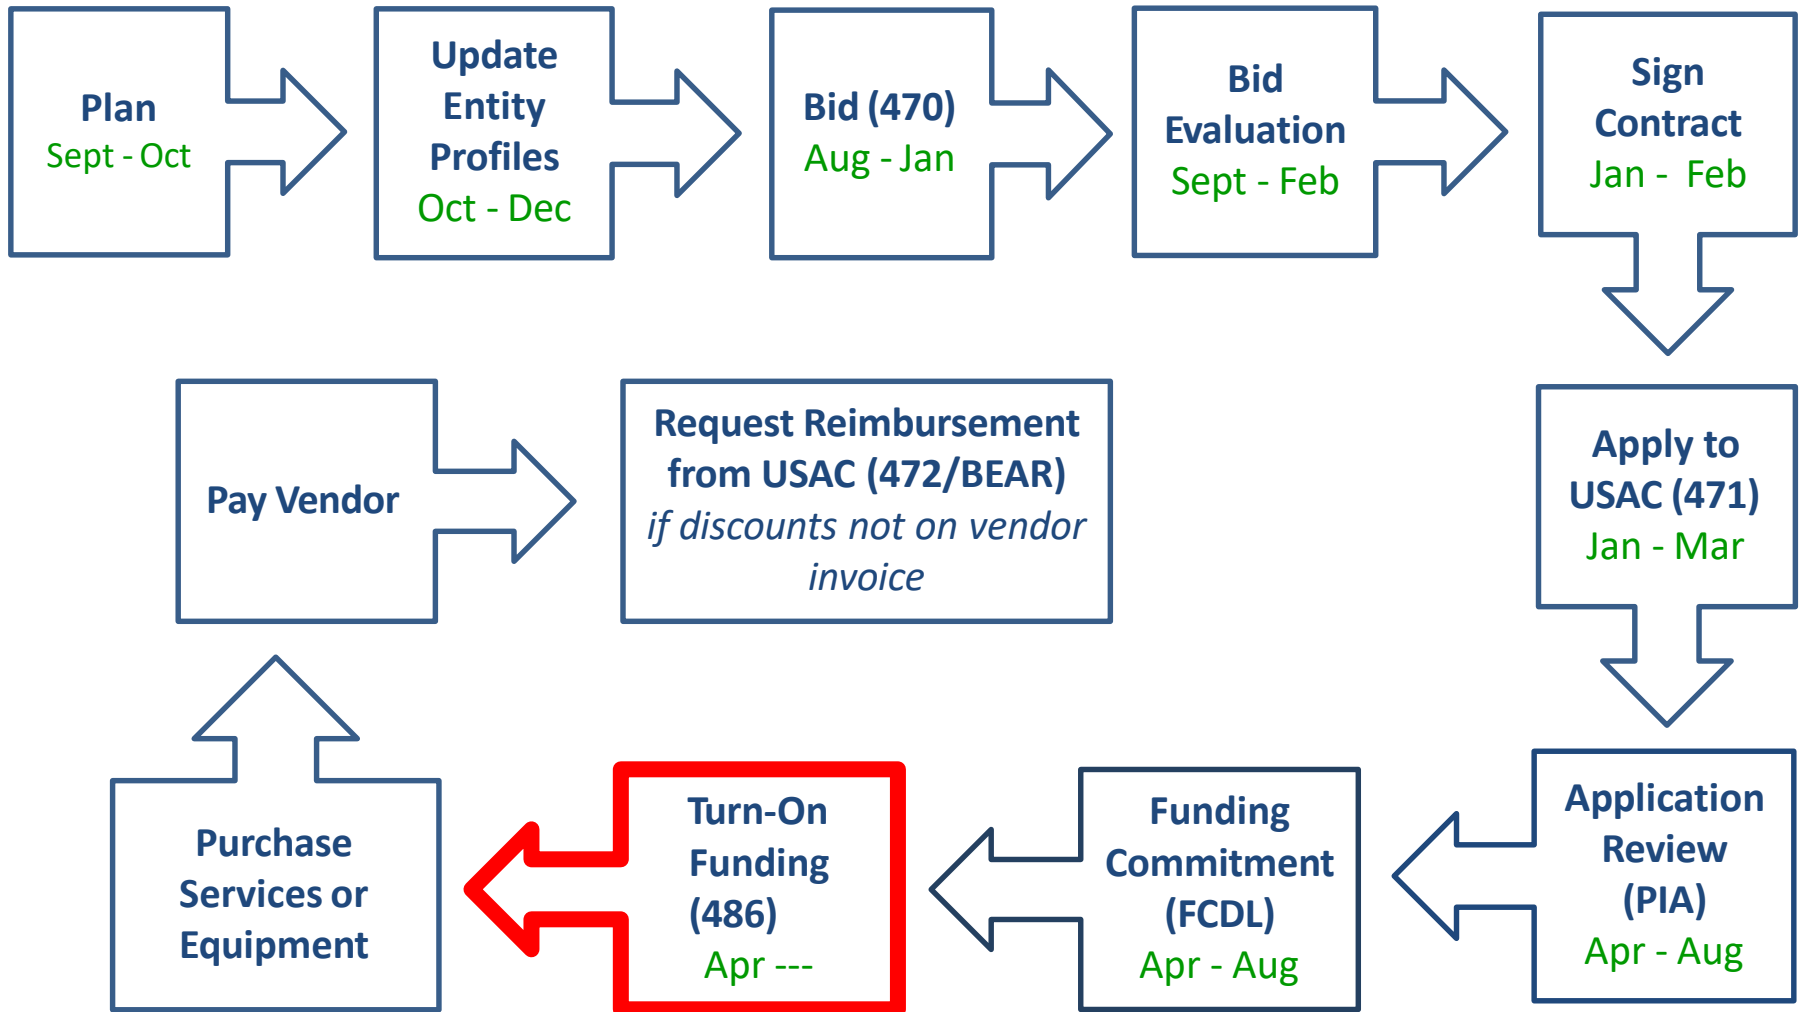 Plan
Sept - Oct
Update
Entity
Profiles
Oct - Dec
Bid (470)
Aug - Jan
Bid
Evaluation
Sept - Feb
Sign
Contract
Jan - Feb
Apply to
USAC (471)
Jan - Mar
Application
Review
(PIA)
Apr - Aug
Funding
Commitment
(FCDL)
Apr - Aug
Turn-On
Funding
(486)
Apr ---
Purchase
Services or
Equipment
Pay Vendor
Request Reimbursement
from USAC (472/BEAR)
if discounts not on vendor
invoice